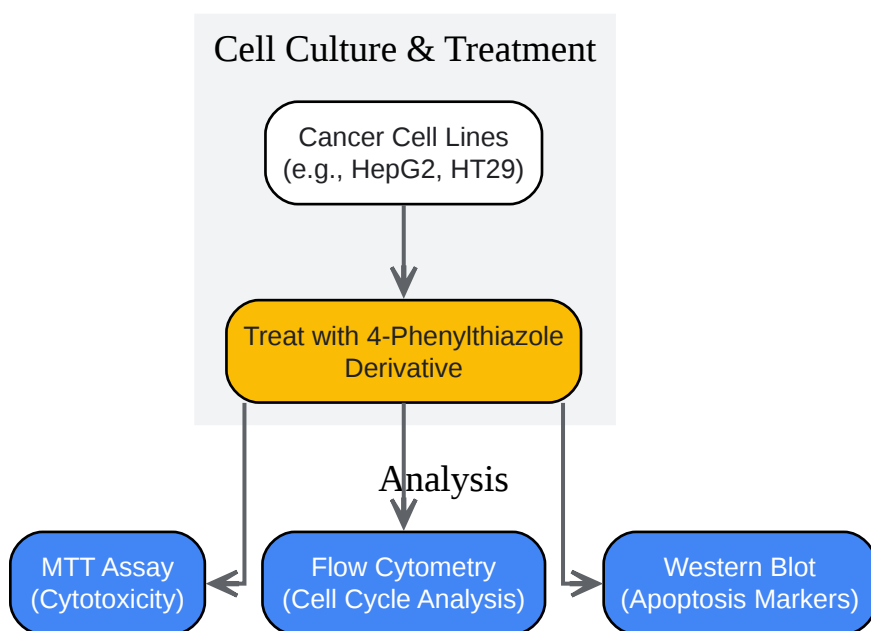 Cell Culture & Treatment
Cancer Cell Lines
(e.g., HepG2, HT29)
Treat with 4-Phenylthiazole
Derivative
Analysis
MTT Assay
(Cytotoxicity)
Flow Cytometry
(Cell Cycle Analysis)
Western Blot
(Apoptosis Markers)